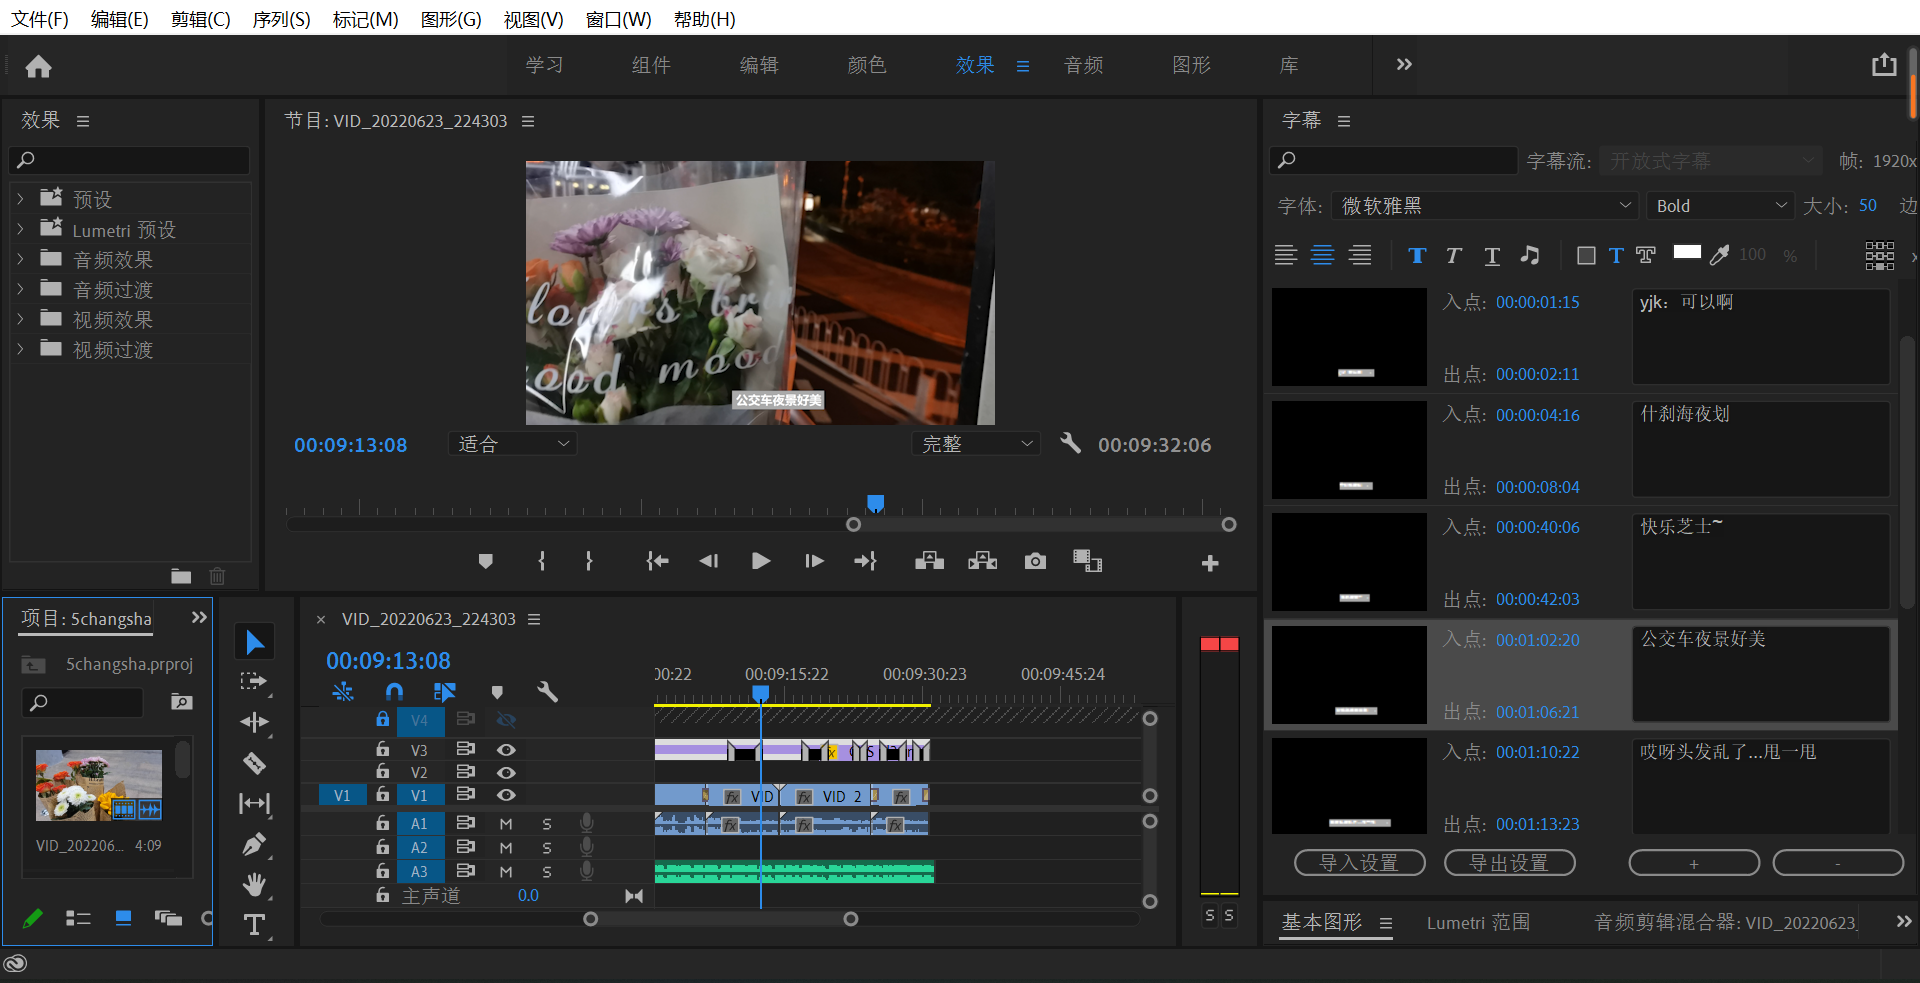 文件(F) 编辑(E) 剪辑(C) 序列(S) 标记(M) 图形(G) 视图(V) 窗口(W) 帮助(H)
学习 组件 编辑 颜色 效果 音频 图形 库
效果
预设
Lumetri 预设
音频效果
音频过渡
视频效果
视频过渡
节目: VID_20220623_224303
公交车夜景好美
00:09:13:08 适合 完整 00:09:32:06
字幕
字幕流: 开放式字幕 帧: 1920x
字体: 微软雅黑 Bold 大小: 50 边
100 %
入点: 00:00:01:15 yjk：可以啊
出点: 00:00:02:11
入点: 00:00:04:16 什刹海夜划
出点: 00:00:08:04
入点: 00:00:40:06 快乐芝士~
出点: 00:00:42:03
入点: 00:01:02:20 公交车夜景好美
出点: 00:01:06:21
入点: 00:01:10:22 哎呀头发乱了...甩一甩
出点: 00:01:13:23
导入设置 导出设置 + -
基本图形 Lumetri 范围 音频剪辑混合器: VID_20220623_
项目: 5changsha
5changsha.prproj
VID_202206... 4:09
× VID_20220623_224303
00:09:13:08
00:22 00:09:15:22 00:09:30:23 00:09:45:24
V4
V3
V2
V1 V1 fx VID fx VID_2 fx
A1 M S fx fx fx
A2 M S
A3 M S
主声道 0.0
S S